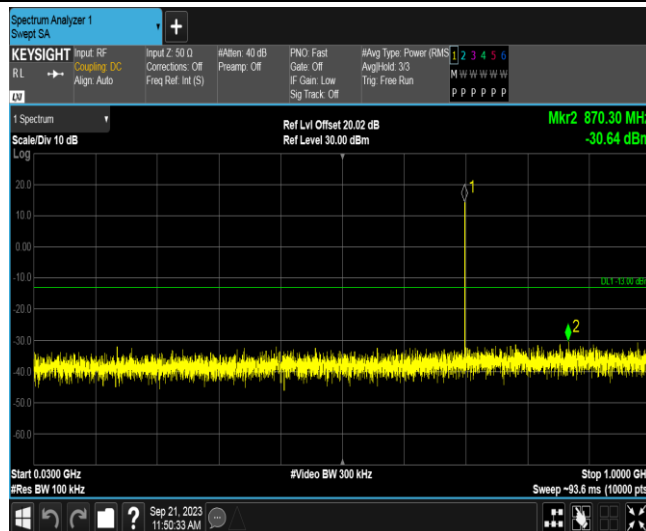 Spectrum Analyzer 1
Swept SA
+
KEYSIGHT
RL
Input: RF
Coupling: DC
Align: Auto
Input Z: 50 Ω
Corrections: Off
Freq Ref: Int (S)
#Atten: 40 dB
Preamp: Off
PNO: Fast
Gate: Off
IF Gain: Low
Sig Track: Off
#Avg Type: Power (RMS
Avg|Hold: 3/3
Trig: Free Run
1 2 3 4 5 6
M W W W W W
P P P P P P
1 Spectrum
Scale/Div 10 dB
Ref Lvl Offset 20.02 dB
Ref Level 30.00 dBm
Mkr2 870.30 MHz
-30.64 dBm
Log
1
20.0
10.0
0.00
-10.0
DL1 -13.00 dBm
-20.0
2
-30.0
-40.0
-50.0
-60.0
Start 0.0300 GHz
#Res BW 100 kHz
#Video BW 300 kHz
Stop 1.0000 GH
Sweep ~93.6 ms (10000 pts
?
Sep 21, 2023
11:50:33 AM